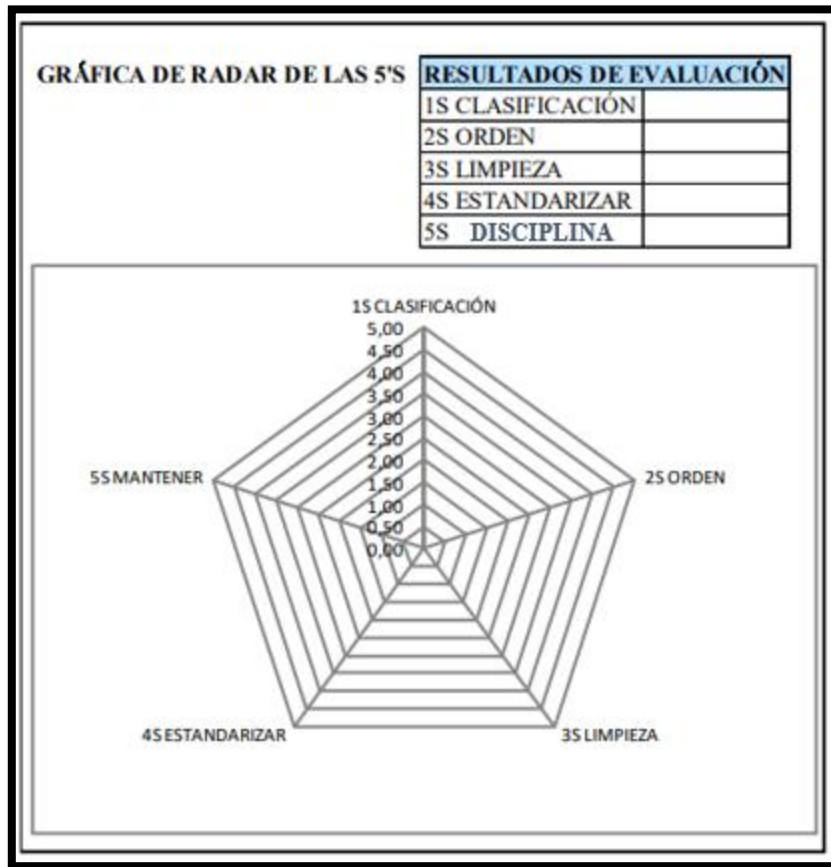 GRÁFICA DE RADAR DE LAS 5'S
RESULTADOS DE EVALUACIÓN
1S CLASIFICACIÓN
2S ORDEN
3S LIMPIEZA
4S ESTANDARIZAR
5S DISCIPLINA
1S CLASIFICACIÓN
5,00
4,50
4,00
3,50
3,00
2,50
2,00
1,50
1,00
0,50
0,00
5S MANTENER
2S ORDEN
4S ESTANDARIZAR
3S LIMPIEZA